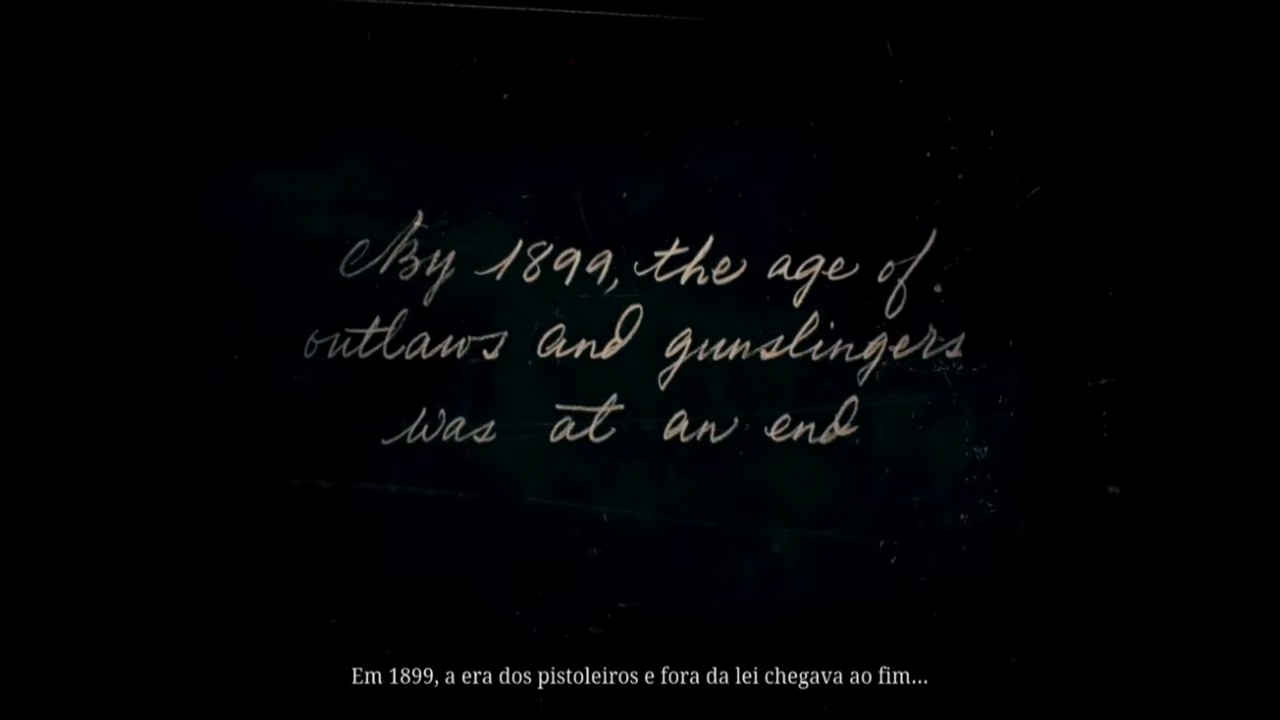 By 1899, the age of
outlaws and gunslingers
was at an end.
Em 1899, a era dos pistoleiros e fora da lei chegava ao fim...